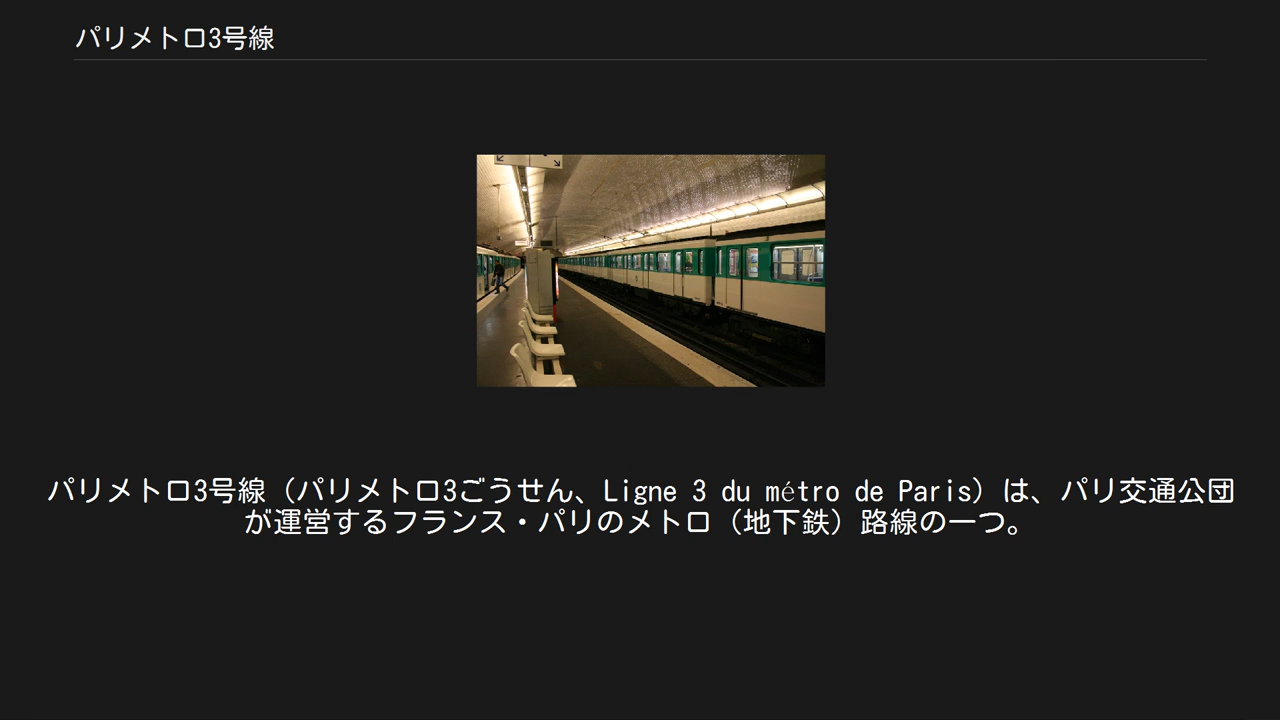 パリメトロ3号線
パリメトロ3号線（パリメトロ3ごうせん、Ligne 3 du métro de Paris）は、パリ交通公団
が運営するフランス・パリのメトロ（地下鉄）路線の一つ。